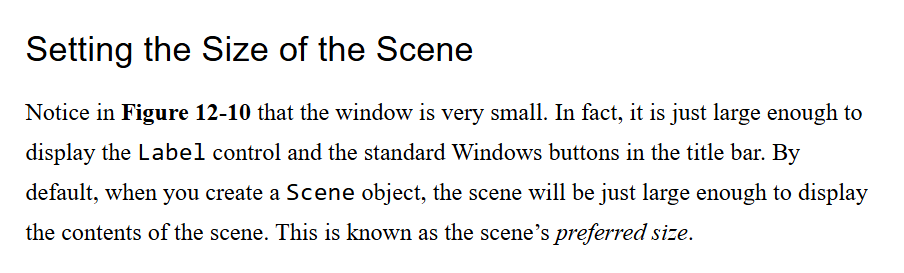 Setting the Size of the Scene
Notice in Figure 12-10 that the window is very small. In fact, it is just large enough to
display the Label control and the standard Windows buttons in the title bar. By
default, when you create a Scene object, the scene will be just large enough to display
the contents of the scene. This is known as the scene’s preferred size.